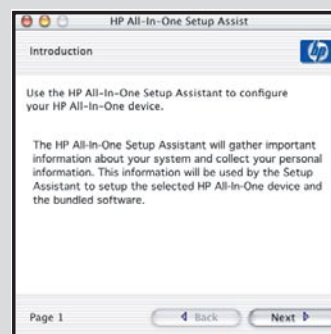 HP All-In-One Setup Assist
Introduction
hp
Use the HP All-In-One Setup Assistant to configure
your HP All-In-One device.
The HP All-In-One Setup Assistant will gather important
information about your system and collect your personal
information. This information will be used by the Setup
Assistant to setup the selected HP All-In-One device and
the bundled software.
Page 1
Back
Next